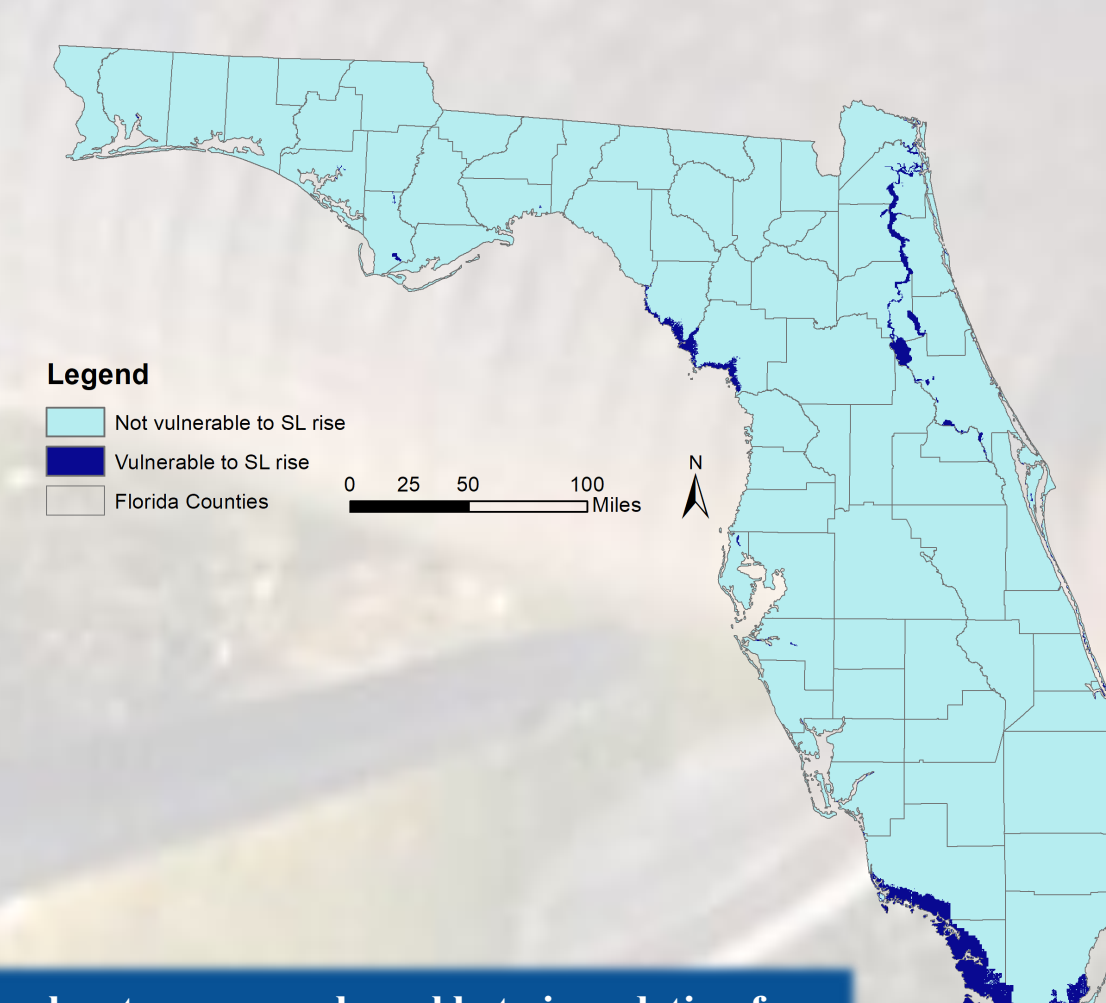 Legend
Not vulnerable to SL rise
Vulnerable to SL rise
Florida Counties
0 25 50 100
Miles
N